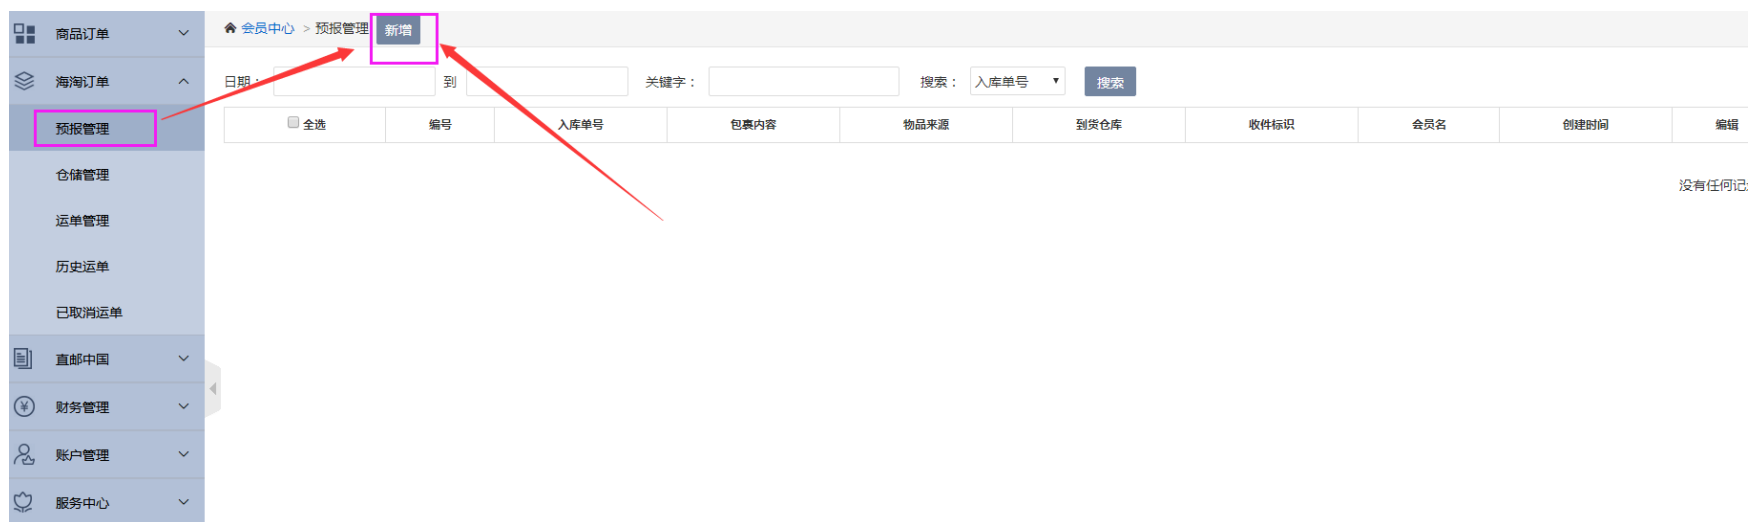 商品订单
海淘订单
预报管理
仓储管理
运单管理
历史运单
已取消运单
直邮中国
财务管理
账户管理
服务中心
会员中心 > 预报管理 新增
日期： 到 关键字： 搜索： 入库单号 搜索
全选 编号 入库单号 包裹内容 物品来源 到货仓库 收件标识 会员名 创建时间 编辑
没有任何记